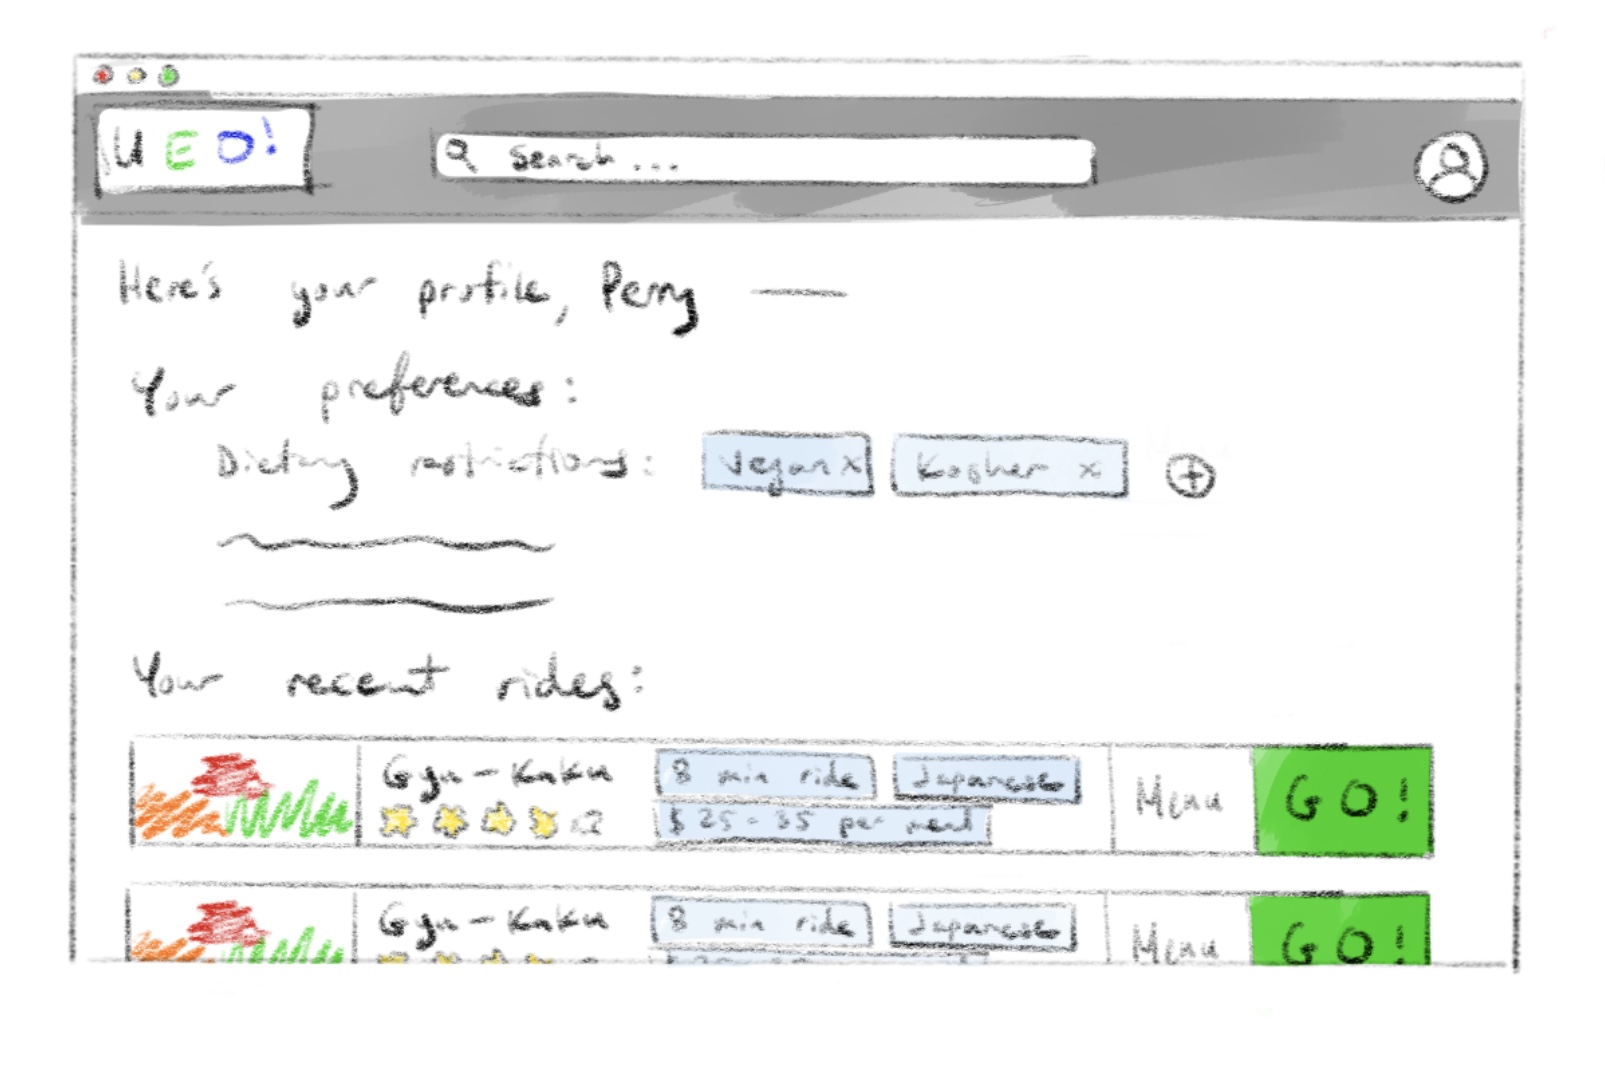 UEO!
Search...
Here's your profile, Perry
Your preferences:
Dietary restrictions: Vegan x Kosher x
Your recent rides:
Gyu-Kaku 8 min ride Japanese Menu GO!
$25-35 per meal
Gyu-Kaku 8 min ride Japanese Menu GO!